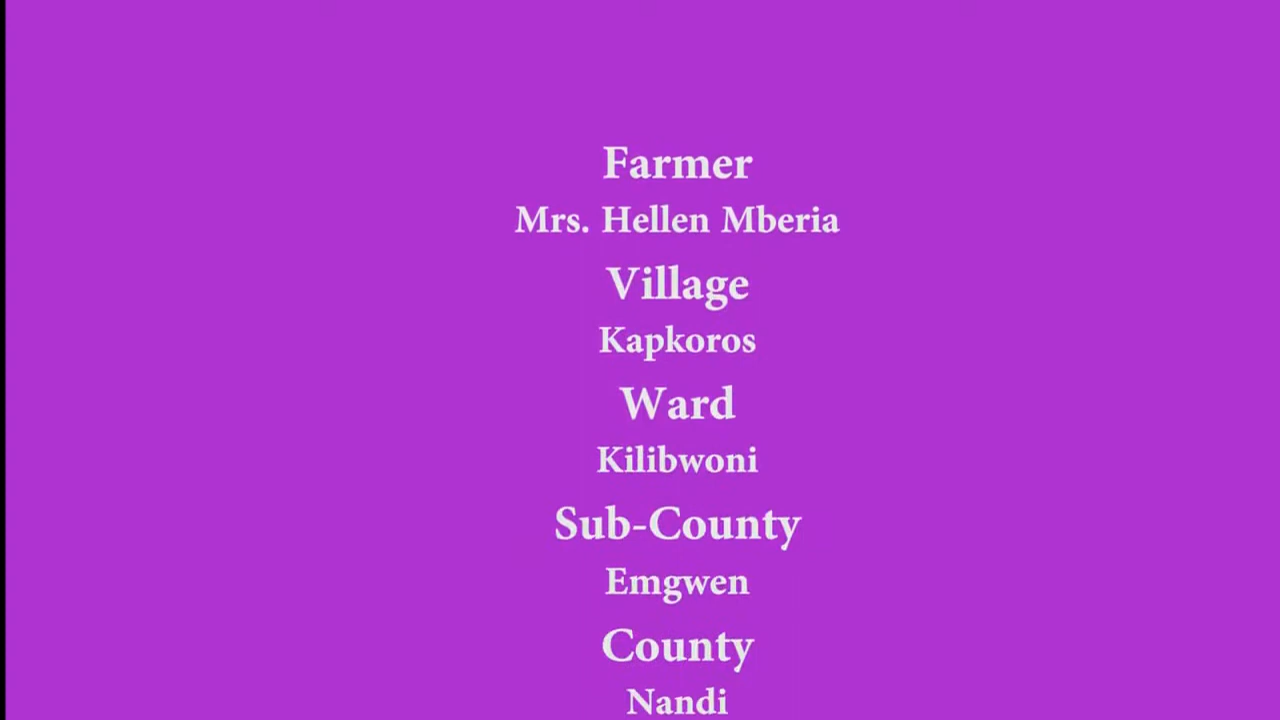 Farmer
Mrs. Hellen Mberia
Village
Kapkoros
Ward
Kilibwoni
Sub-County
Emgwen
County
Nandi